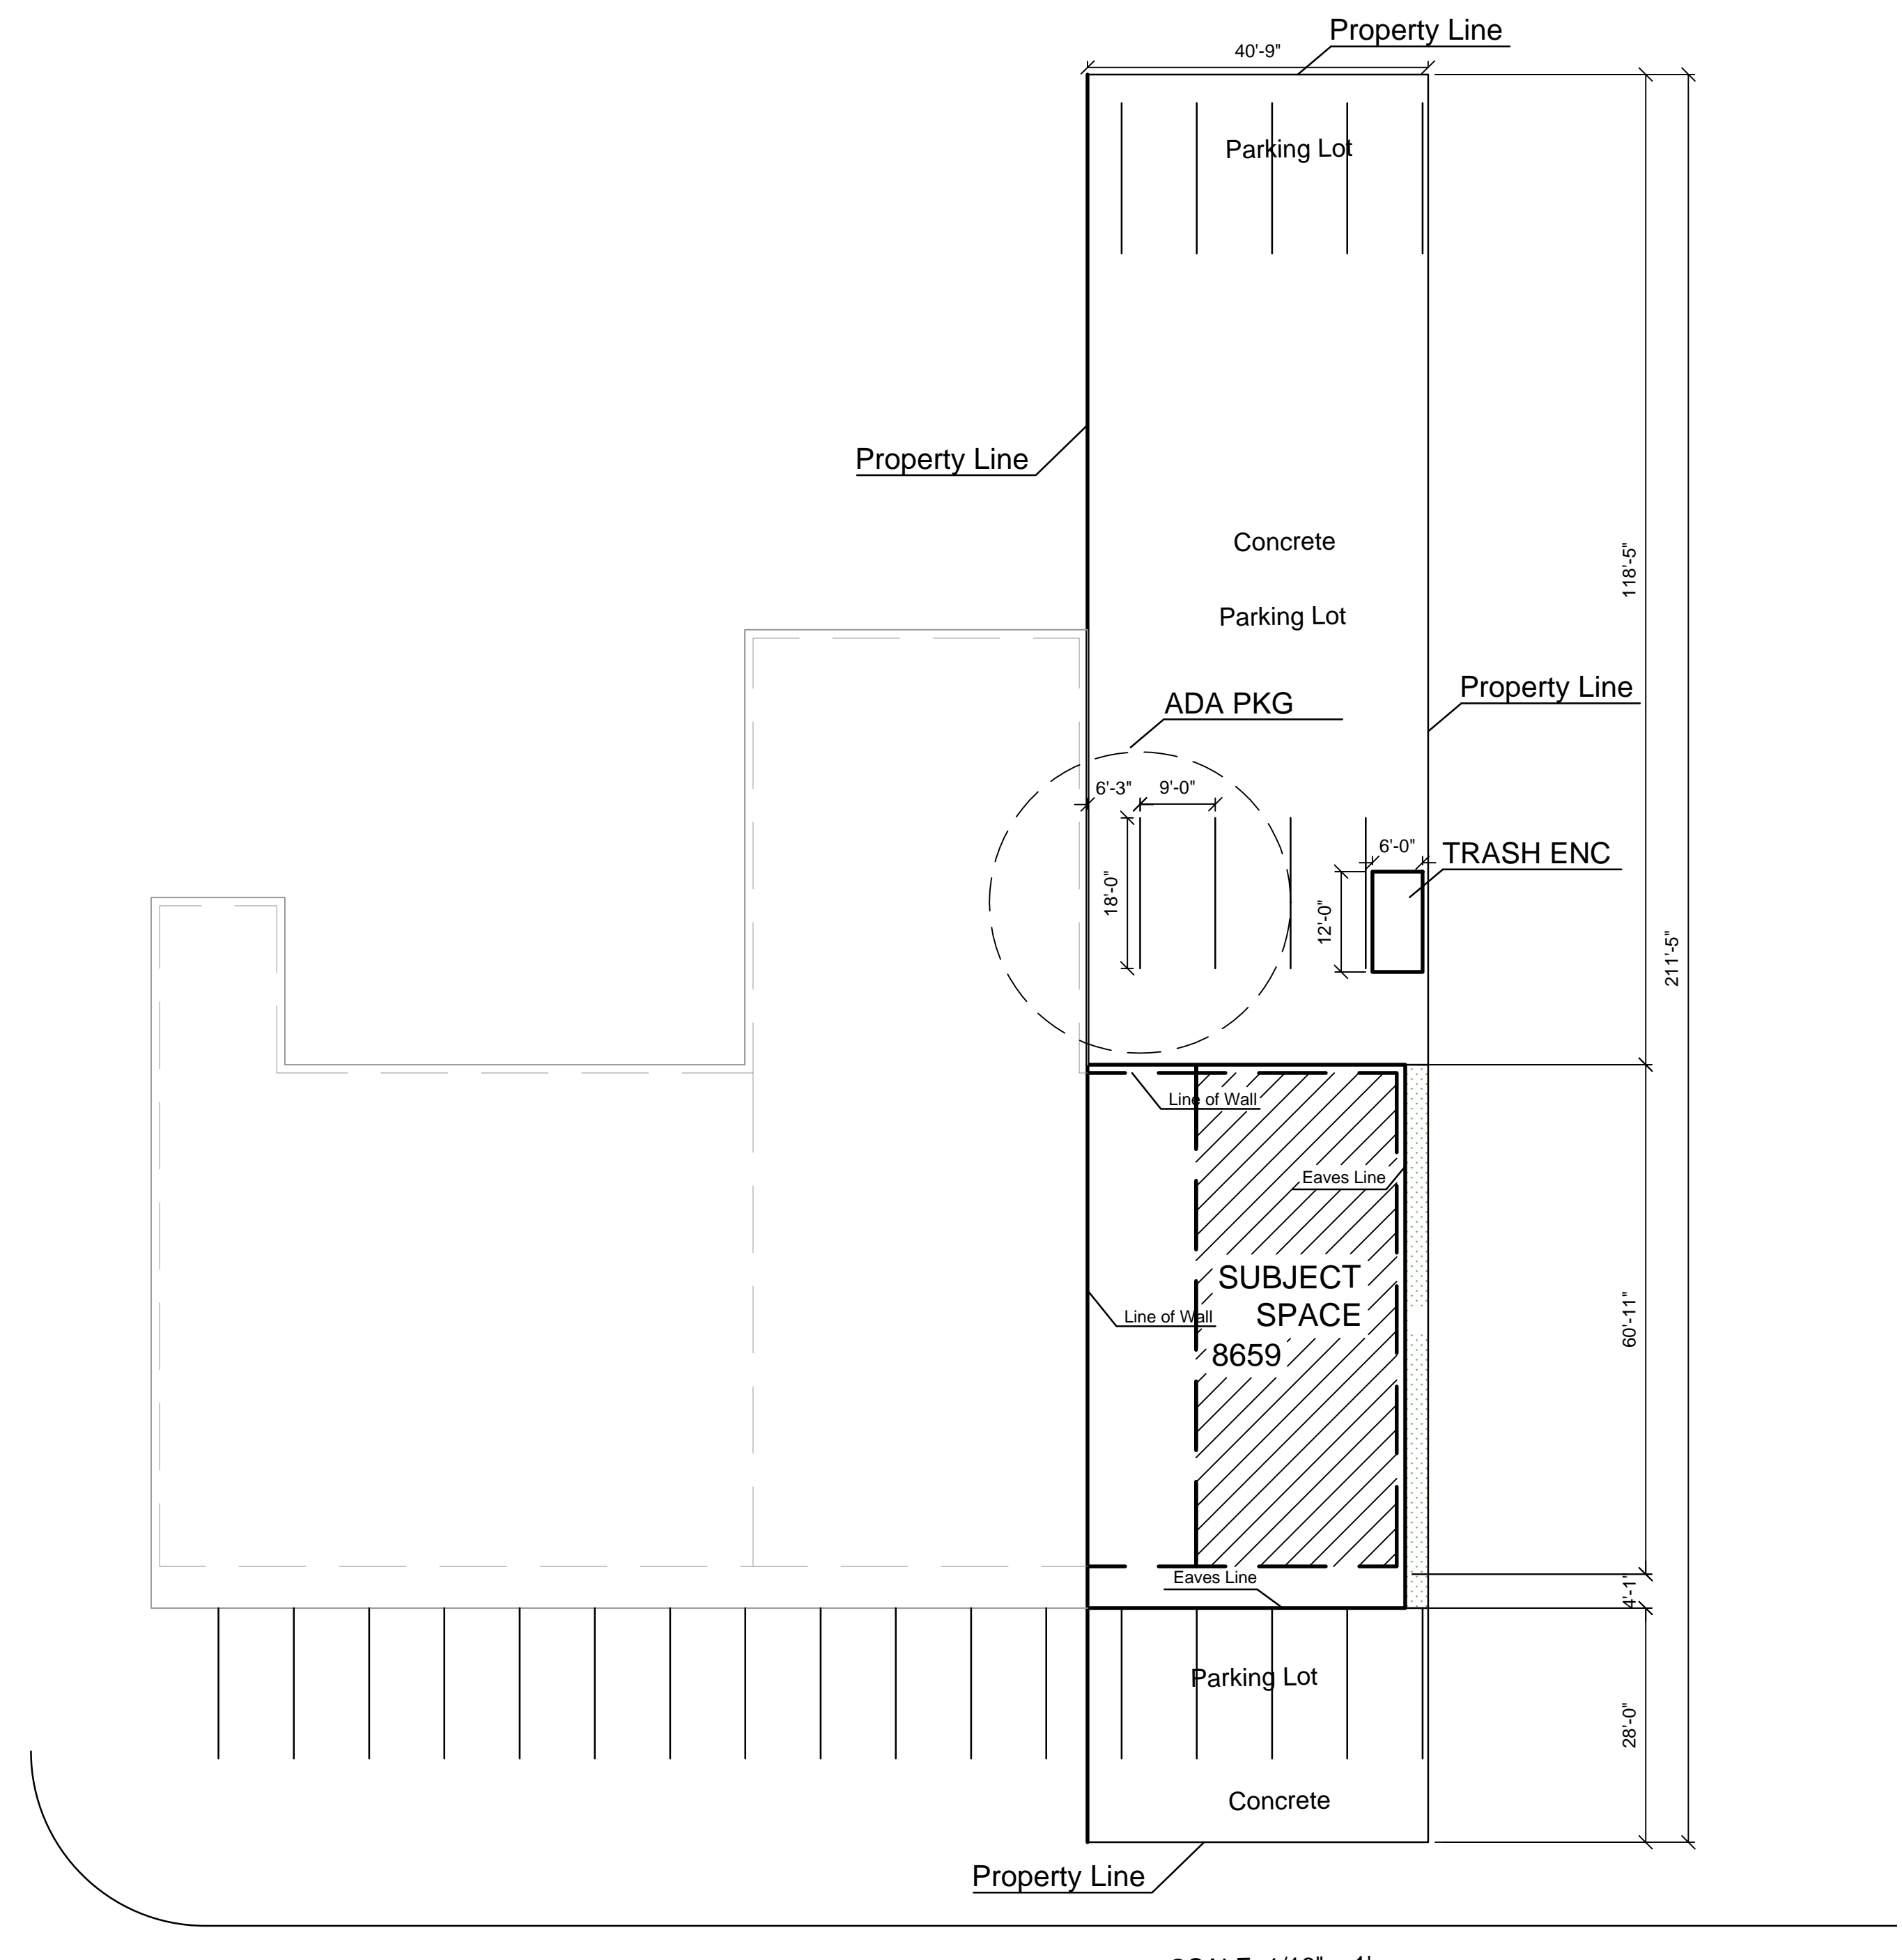 Property Line
40'-9"
Parking Lot
Property Line
Concrete
118'-5"
Parking Lot
Property Line
ADA PKG
6'-3"
9'-0"
6'-0"
TRASH ENC
18'-0"
12'-0"
211'-5"
Line of Wall
Eaves Line
SUBJECT
SPACE
Line of Wall
60'-11"
8659
Eaves Line
4'-1"
Parking Lot
28'-0"
Concrete
Property Line